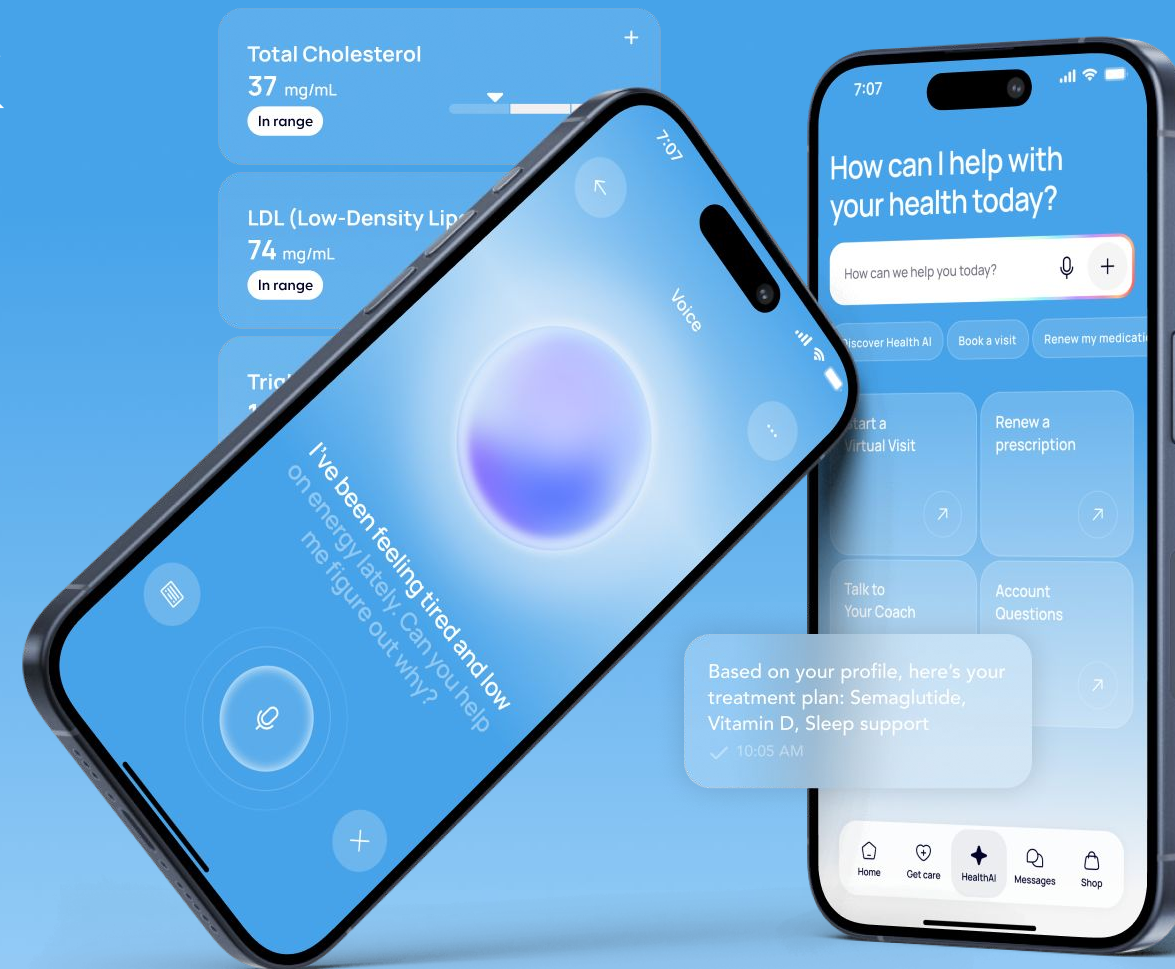 Total Cholesterol
37 mg/mL
In range
LDL (Low-Density Lip
74 mg/mL
In range
7:07
Voice
I've been feeling tired and low
on energy lately. Can you help
me figure out why?
7:07
How can I help with
your health today?
How can we help you today?
Discover Health AI
Book a visit
Renew my medicati
Start a
Virtual Visit
Renew a
prescription
Talk to
Your Coach
Account
Questions
Based on your profile, here's your
treatment plan: Semaglutide,
Vitamin D, Sleep support
10:05 AM
Home
Get care
HealthAI
Messages
Shop